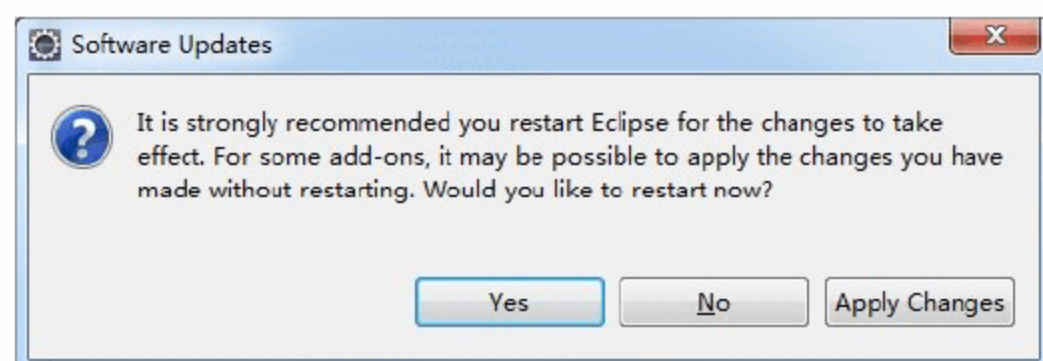 Software Updates
It is strongly recommended you restart Eclipse for the changes to take
effect. For some add-ons, it may be possible to apply the changes you have
made without restarting. Would you like to restart now?
Yes No Apply Changes